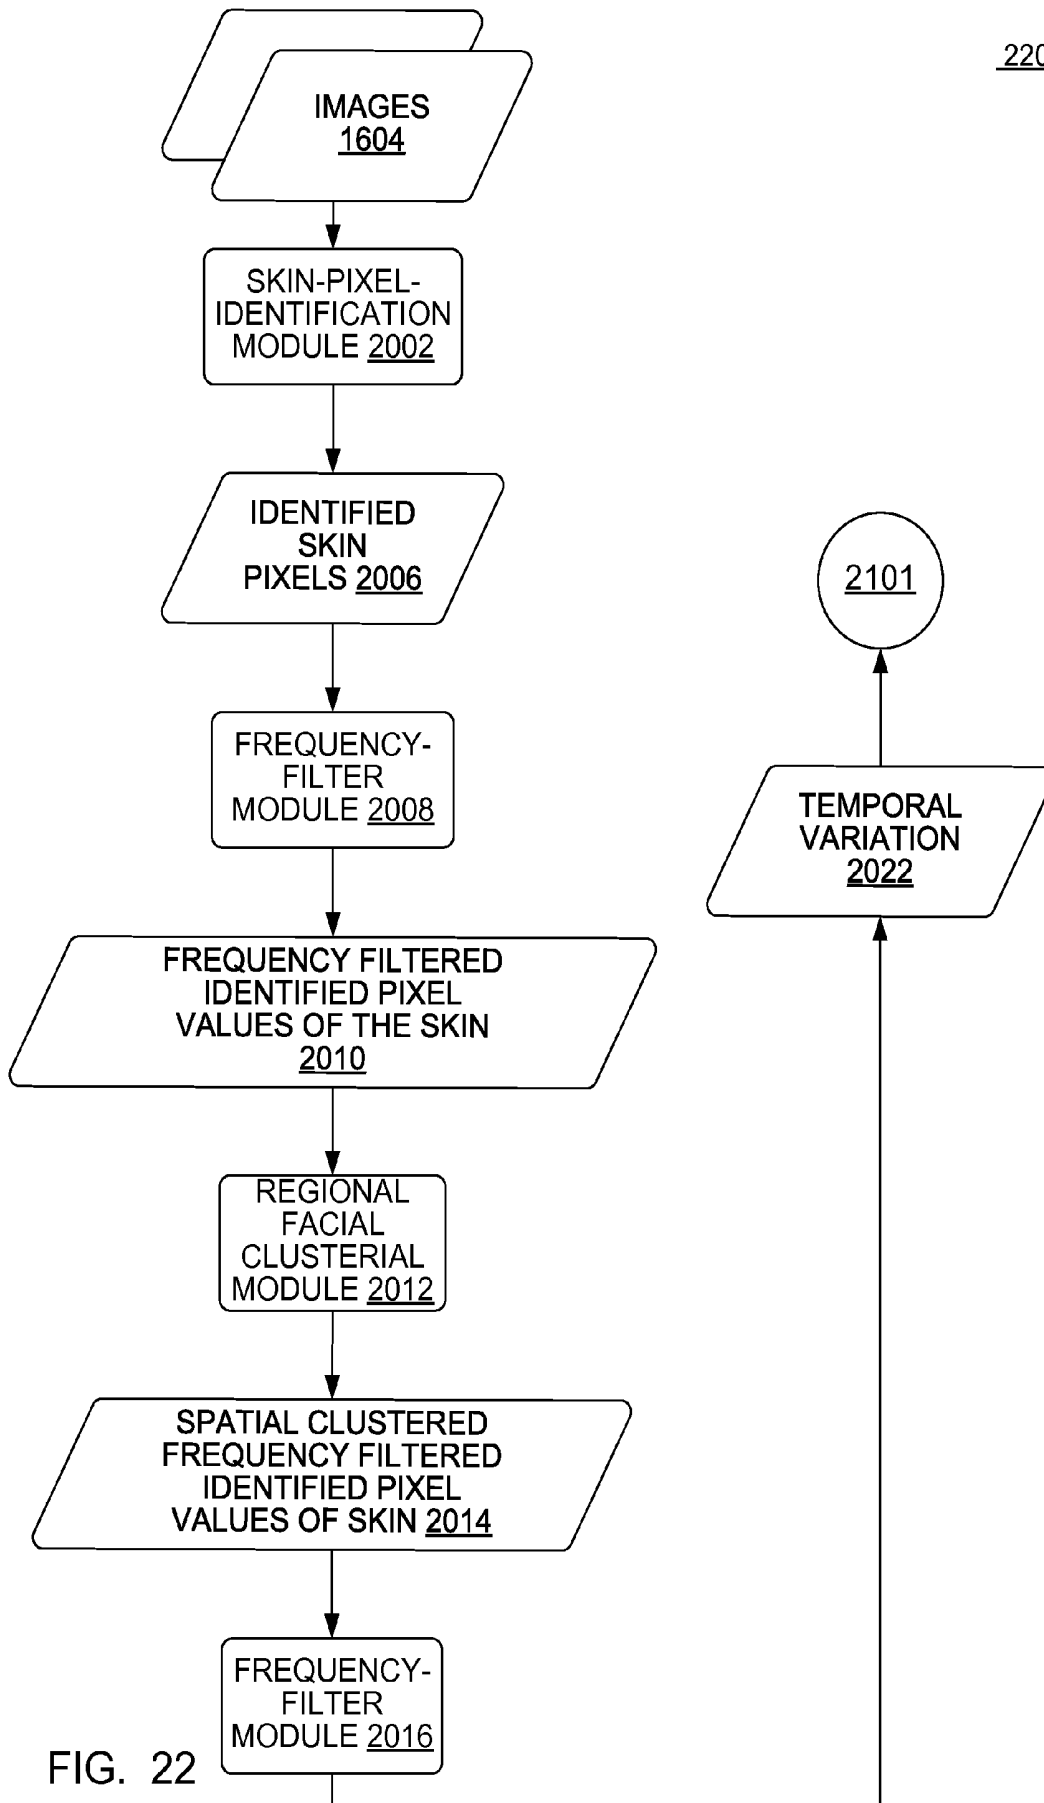 220
IMAGES
1604
SKIN-PIXEL-
IDENTIFICATION
MODULE 2002
IDENTIFIED
SKIN
PIXELS 2006
FREQUENCY-
FILTER
MODULE 2008
FREQUENCY FILTERED
IDENTIFIED PIXEL
VALUES OF THE SKIN
2010
REGIONAL
FACIAL
CLUSTERIAL
MODULE 2012
SPATIAL CLUSTERED
FREQUENCY FILTERED
IDENTIFIED PIXEL
VALUES OF SKIN 2014
FREQUENCY-
FILTER
MODULE 2016
2101
TEMPORAL
VARIATION
2022
FIG. 22